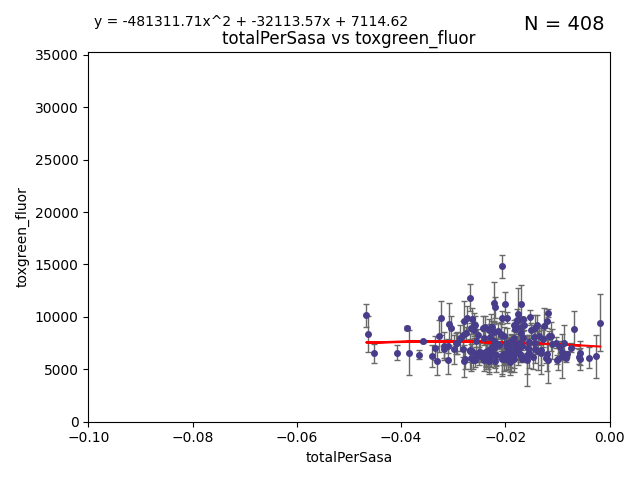 y = -481311.71x^2 + -32113.57x + 7114.62
N = 408
totalPerSasa vs toxgreen_fluor
35000
30000
25000
20000
15000
10000
5000
0
toxgreen_fluor
−0.10 −0.08 −0.06 −0.04 −0.02 0.00
totalPerSasa